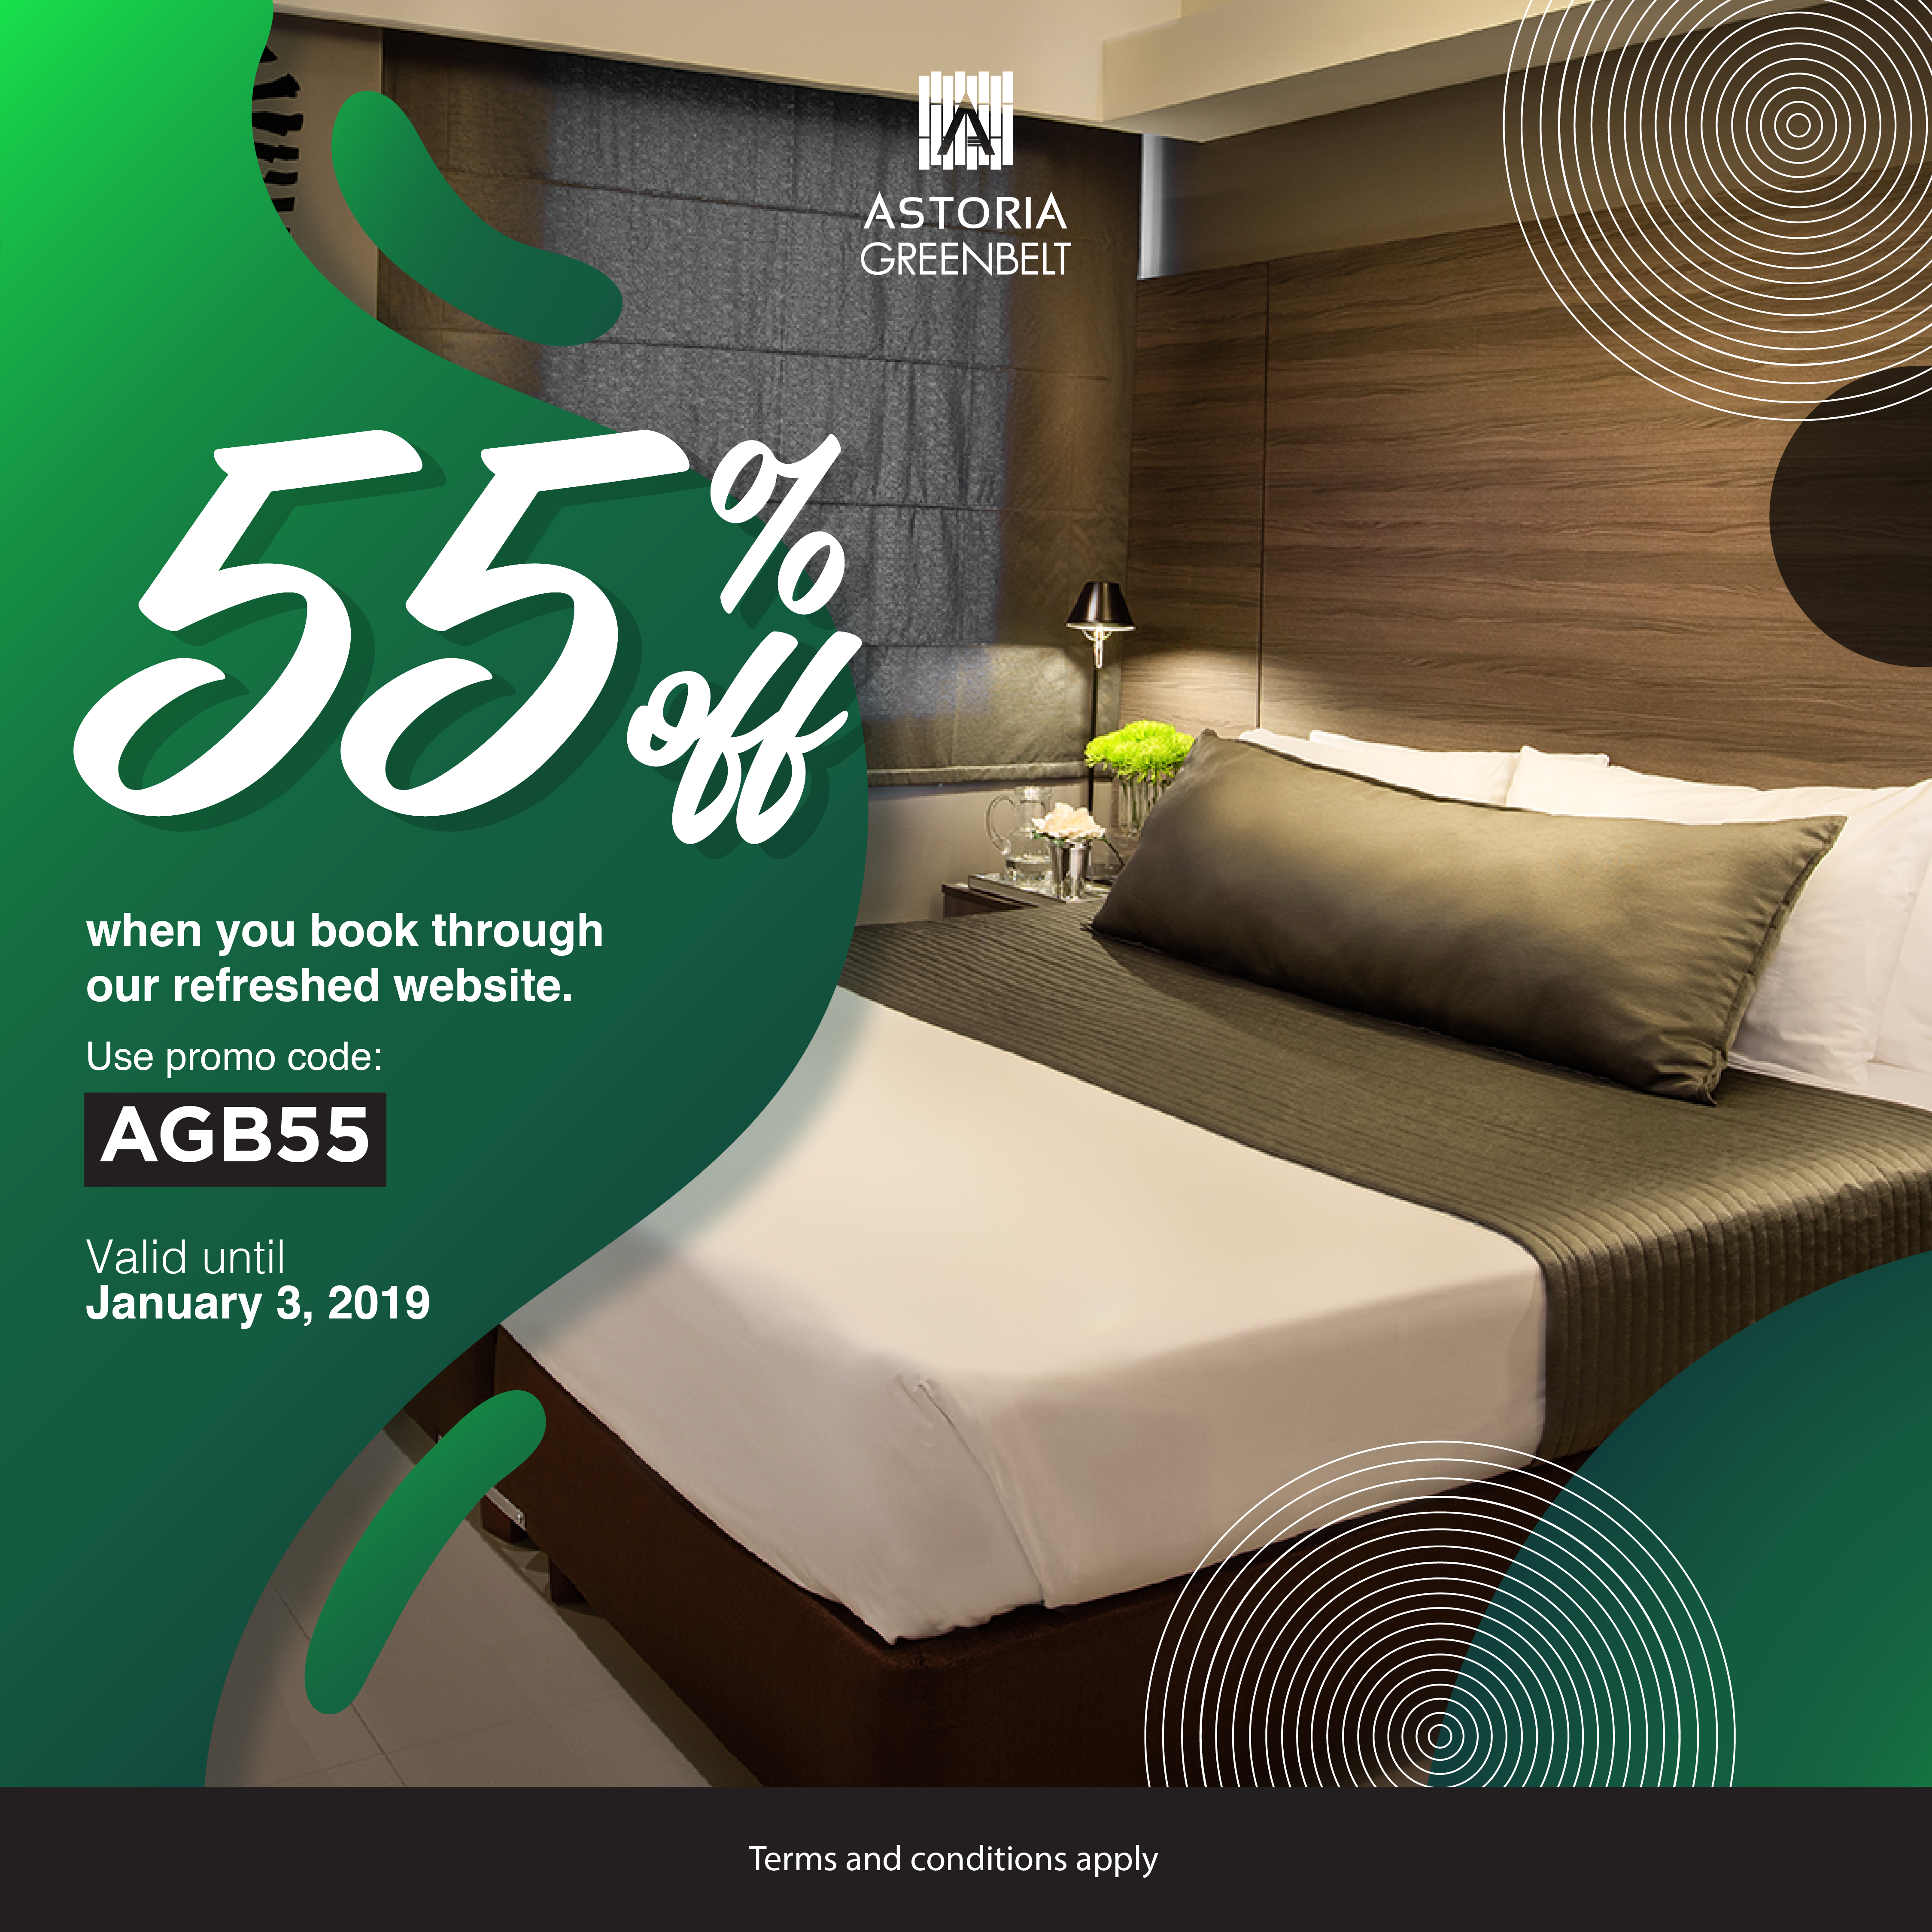 ASTORIA
GREENBELT
55% off
when you book through
our refreshed website.
Use promo code:
AGB55
Valid until
January 3, 2019
Terms and conditions apply